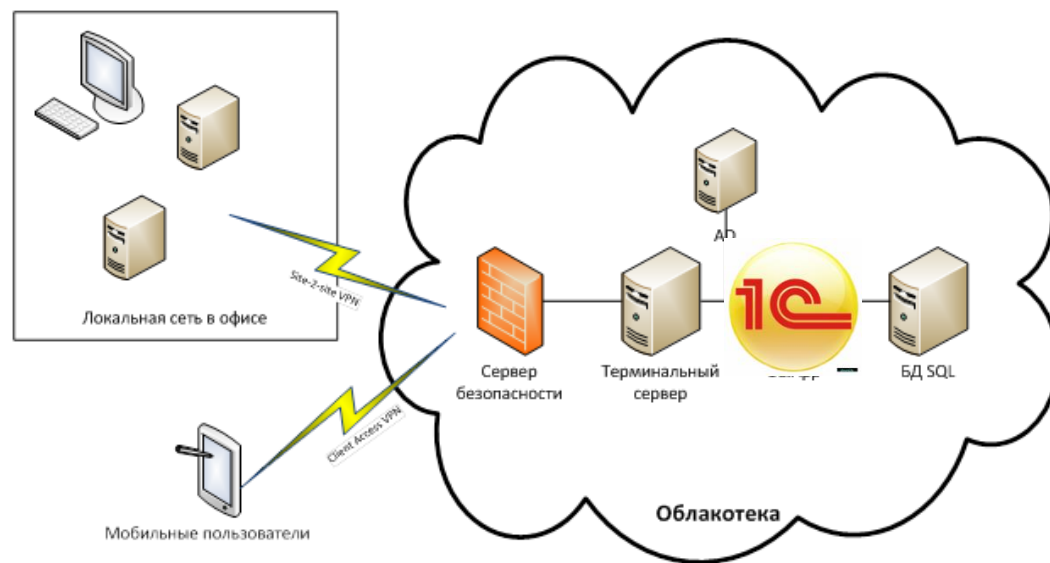 AD
Site-2-site VPN
Локальная сеть в офисе
1С
Сервер
безопасности
Терминальный
сервер
БД SQL
Client Access VPN
Облакотека
Мобильные пользователи